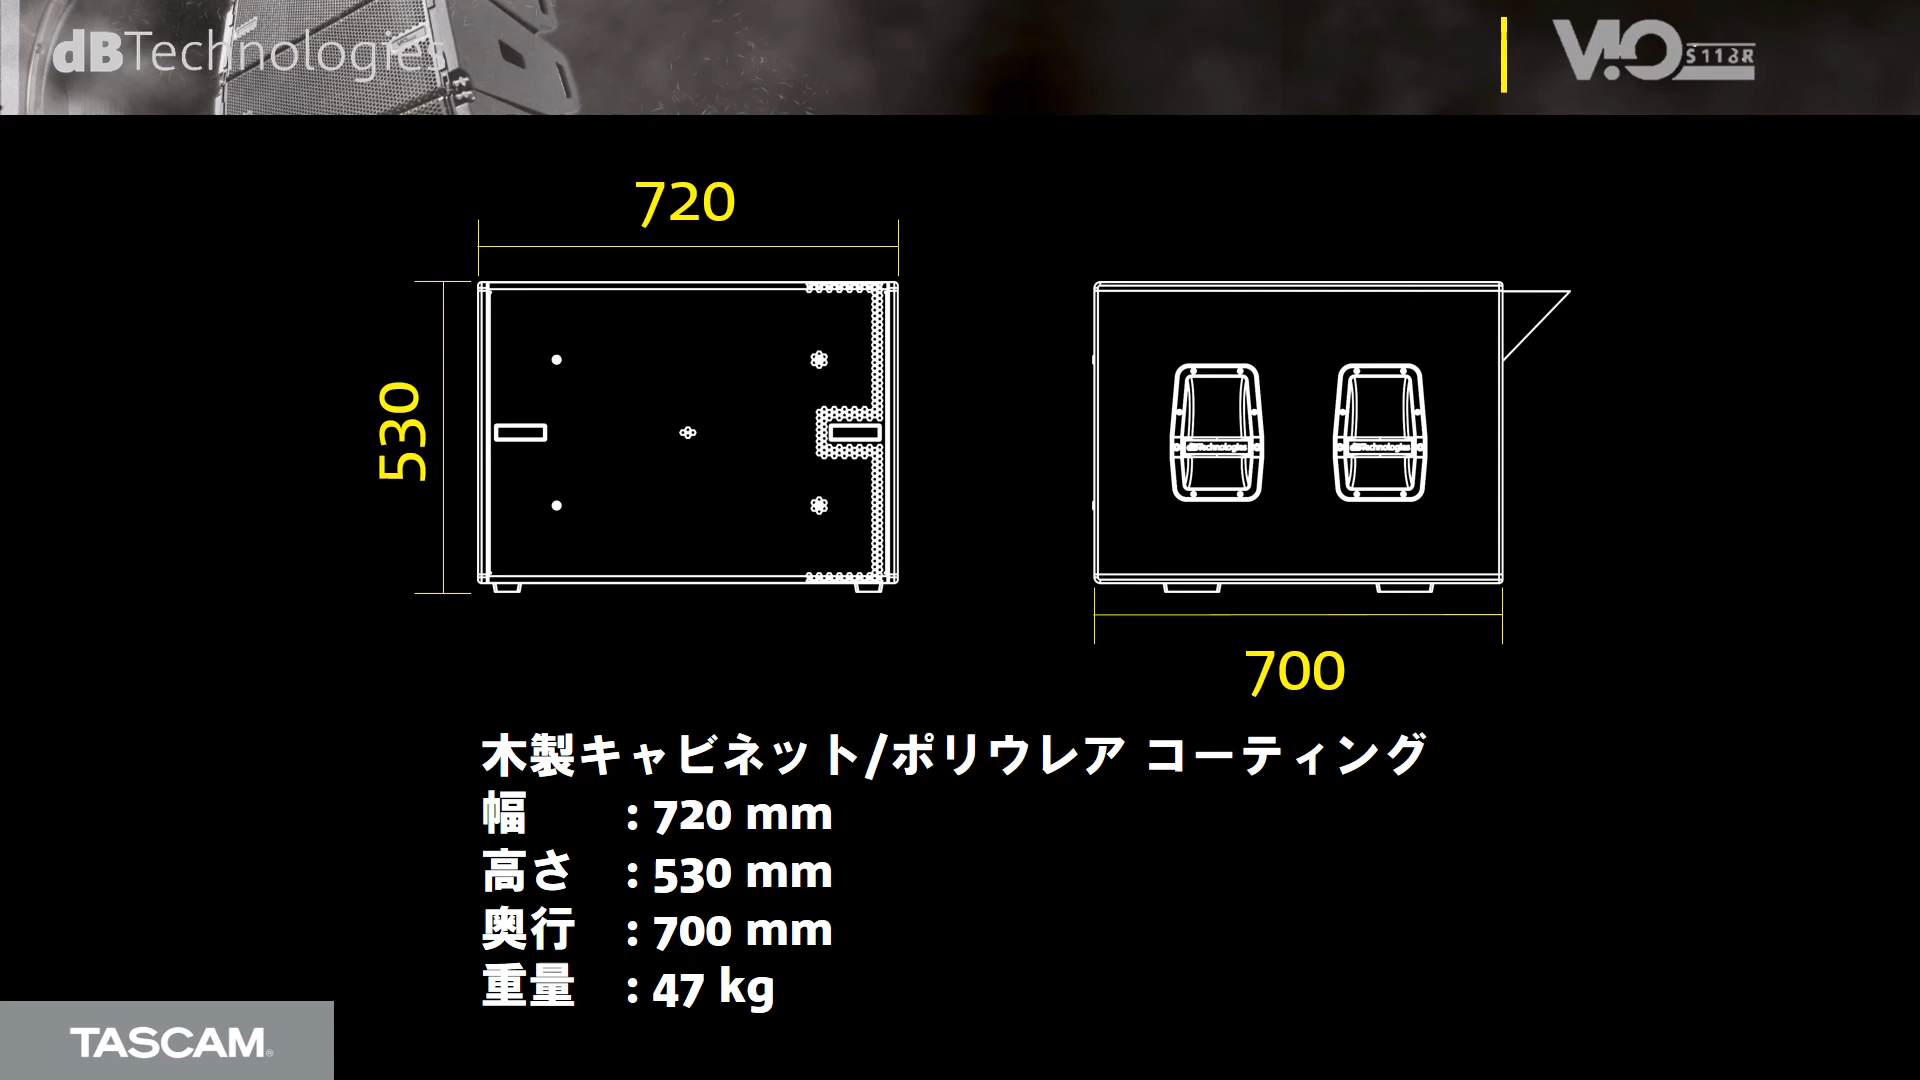 dBTechnologies
VIO S118R
720
530
dBTechnologies
dBTechnologies
700
木製キャビネット/ポリウレア コーティング
幅 : 720 mm
高さ : 530 mm
奥行 : 700 mm
重量 : 47 kg
TASCAM®